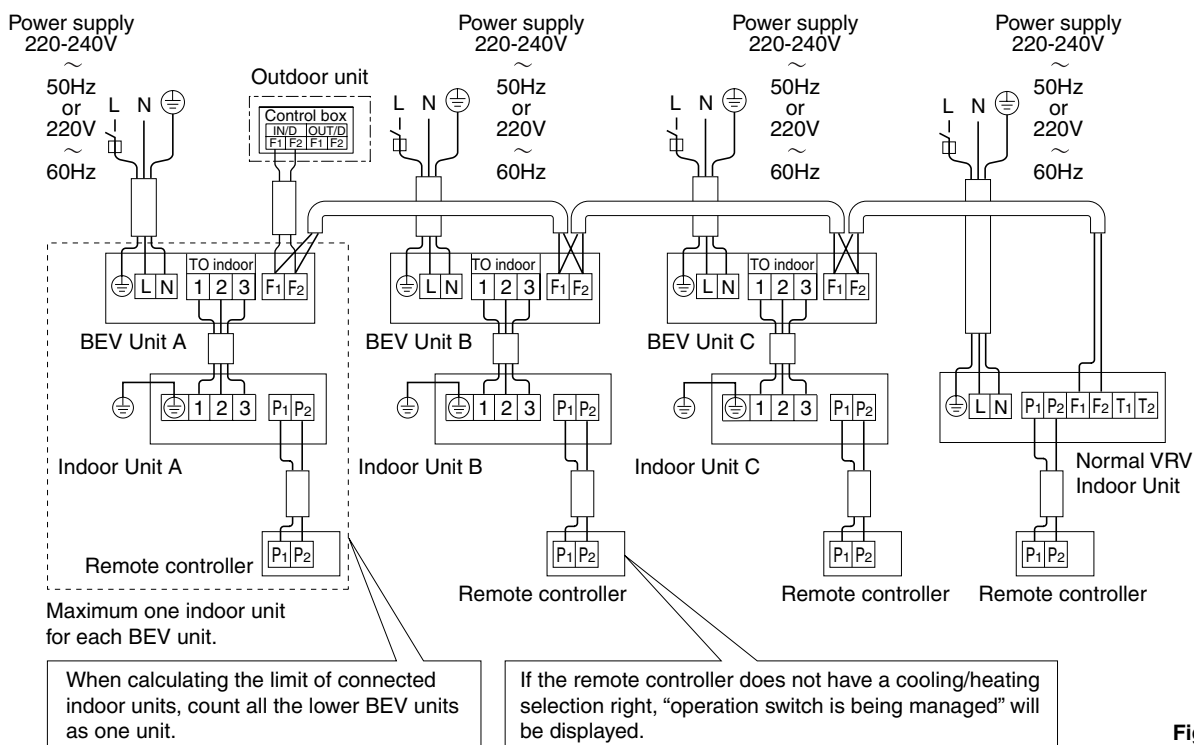 Power supply
220-240V
~
50Hz
or
220V
~
60Hz
L N
Outdoor unit
Control box
IN/D OUT/D
F1 F2 F1 F2
Power supply
220-240V
~
50Hz
or
220V
~
60Hz
L N
Power supply
220-240V
~
50Hz
or
220V
~
60Hz
L N
Power supply
220-240V
~
50Hz
or
220V
~
60Hz
L N
TO indoor
L N 1 2 3 F1 F2
BEV Unit A
TO indoor
L N 1 2 3 F1 F2
BEV Unit B
TO indoor
L N 1 2 3 F1 F2
BEV Unit C
1 2 3 P1 P2
Indoor Unit A
1 2 3 P1 P2
Indoor Unit B
1 2 3 P1 P2
Indoor Unit C
L N P1 P2 F1 F2 T1 T2
Normal VRV
Indoor Unit
P1 P2
Remote controller
P1 P2
Remote controller
P1 P2
Remote controller
P1 P2
Remote controller
Maximum one indoor unit
for each BEV unit.
When calculating the limit of connected
indoor units, count all the lower BEV units
as one unit.
If the remote controller does not have a cooling/heating
selection right, “operation switch is being managed” will
be displayed.